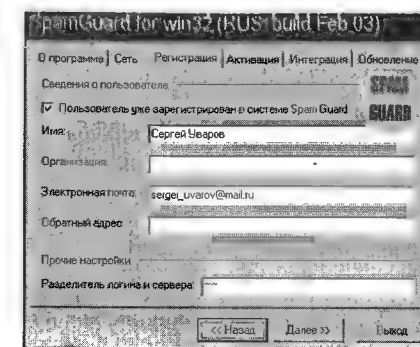 SpamGuard for win32 (RUS build Feb 03)
О программе Сеть Регистрация Активация Интеграция Обновление
Сведения о пользователе
SPAM GUARD
Пользователь уже зарегистрирован в системе Spam Guard
Имя: Сергей Уваров
Организация:
Электронная почта: sergei_uvarov@mail.ru
Обратный адрес:
Прочие настройки
Разделитель логина и сервера:
<< Назад Далее >> Выход